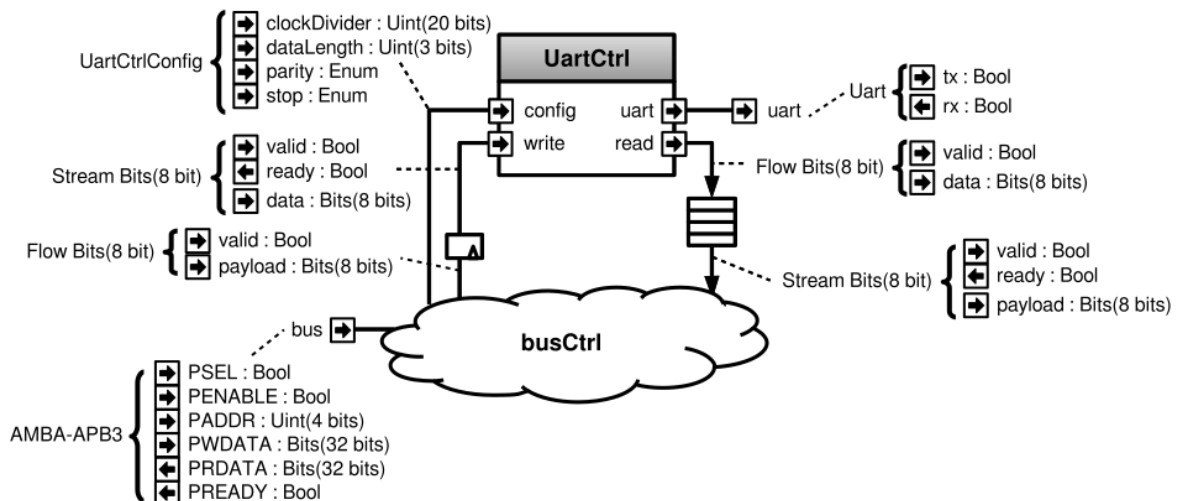 UartCtrlConfig
clockDivider : Uint(20 bits)
dataLength : Uint(3 bits)
parity : Enum
stop : Enum
UartCtrl
config
write
uart
read
uart
Uart
tx : Bool
rx : Bool
Stream Bits(8 bit)
valid : Bool
ready : Bool
data : Bits(8 bits)
Flow Bits(8 bit)
valid : Bool
data : Bits(8 bits)
Flow Bits(8 bit)
valid : Bool
payload : Bits(8 bits)
Stream Bits(8 bit)
valid : Bool
ready : Bool
payload : Bits(8 bits)
bus
busCtrl
AMBA-APB3
PSEL : Bool
PENABLE : Bool
PADDR : Uint(4 bits)
PWDATA : Bits(32 bits)
PRDATA : Bits(32 bits)
PREADY : Bool